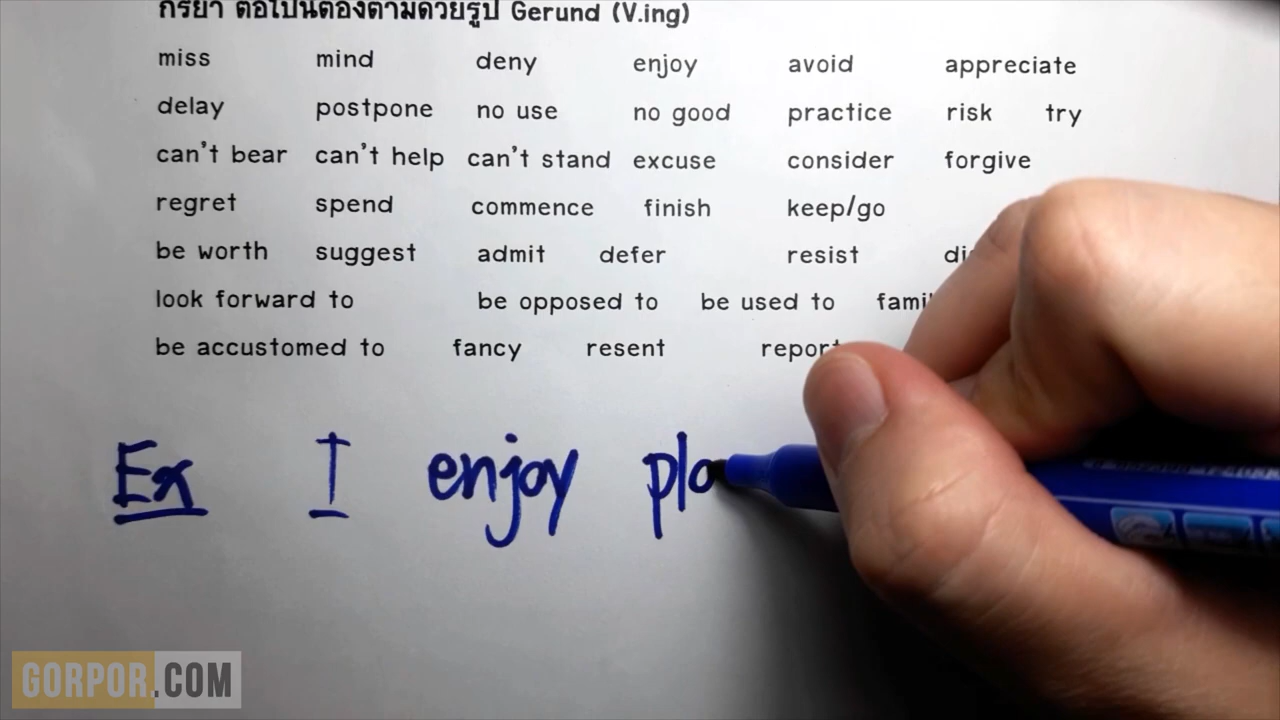 กริยา ต่อไปนี้ต้องตามด้วยรูป Gerund (V.ing)
miss mind deny enjoy avoid appreciate
delay postpone no use no good practice risk try
can't bear can't help can't stand excuse consider forgive
regret spend commence finish keep/go
be worth suggest admit defer resist
look forward to be opposed to be used to
be accustomed to fancy resent report
Ex I enjoy pla
GORPOR.COM